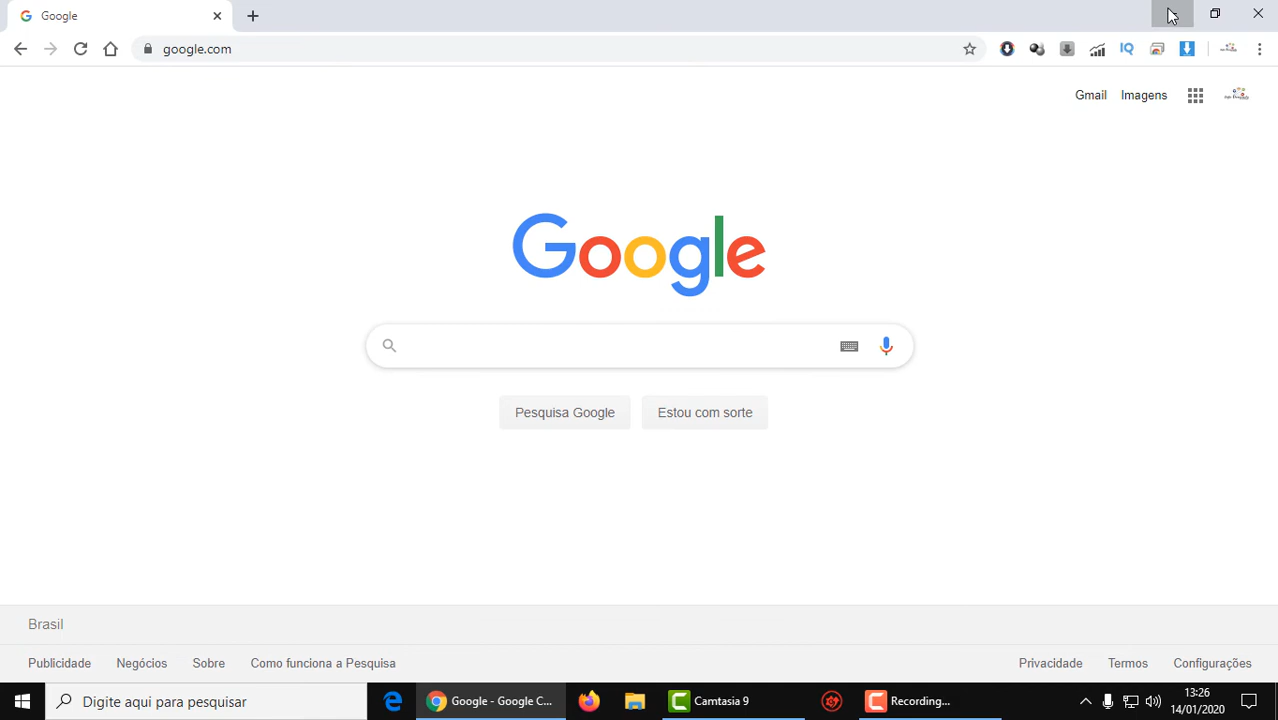 Google
google.com
IQ
Gmail Imagens
Google
Pesquisa Google Estou com sorte
Brasil
Publicidade Negócios Sobre Como funciona a Pesquisa Privacidade Termos Configurações
Digite aqui para pesquisar Google - Google C... Camtasia 9 Recording... 13:26
14/01/2020